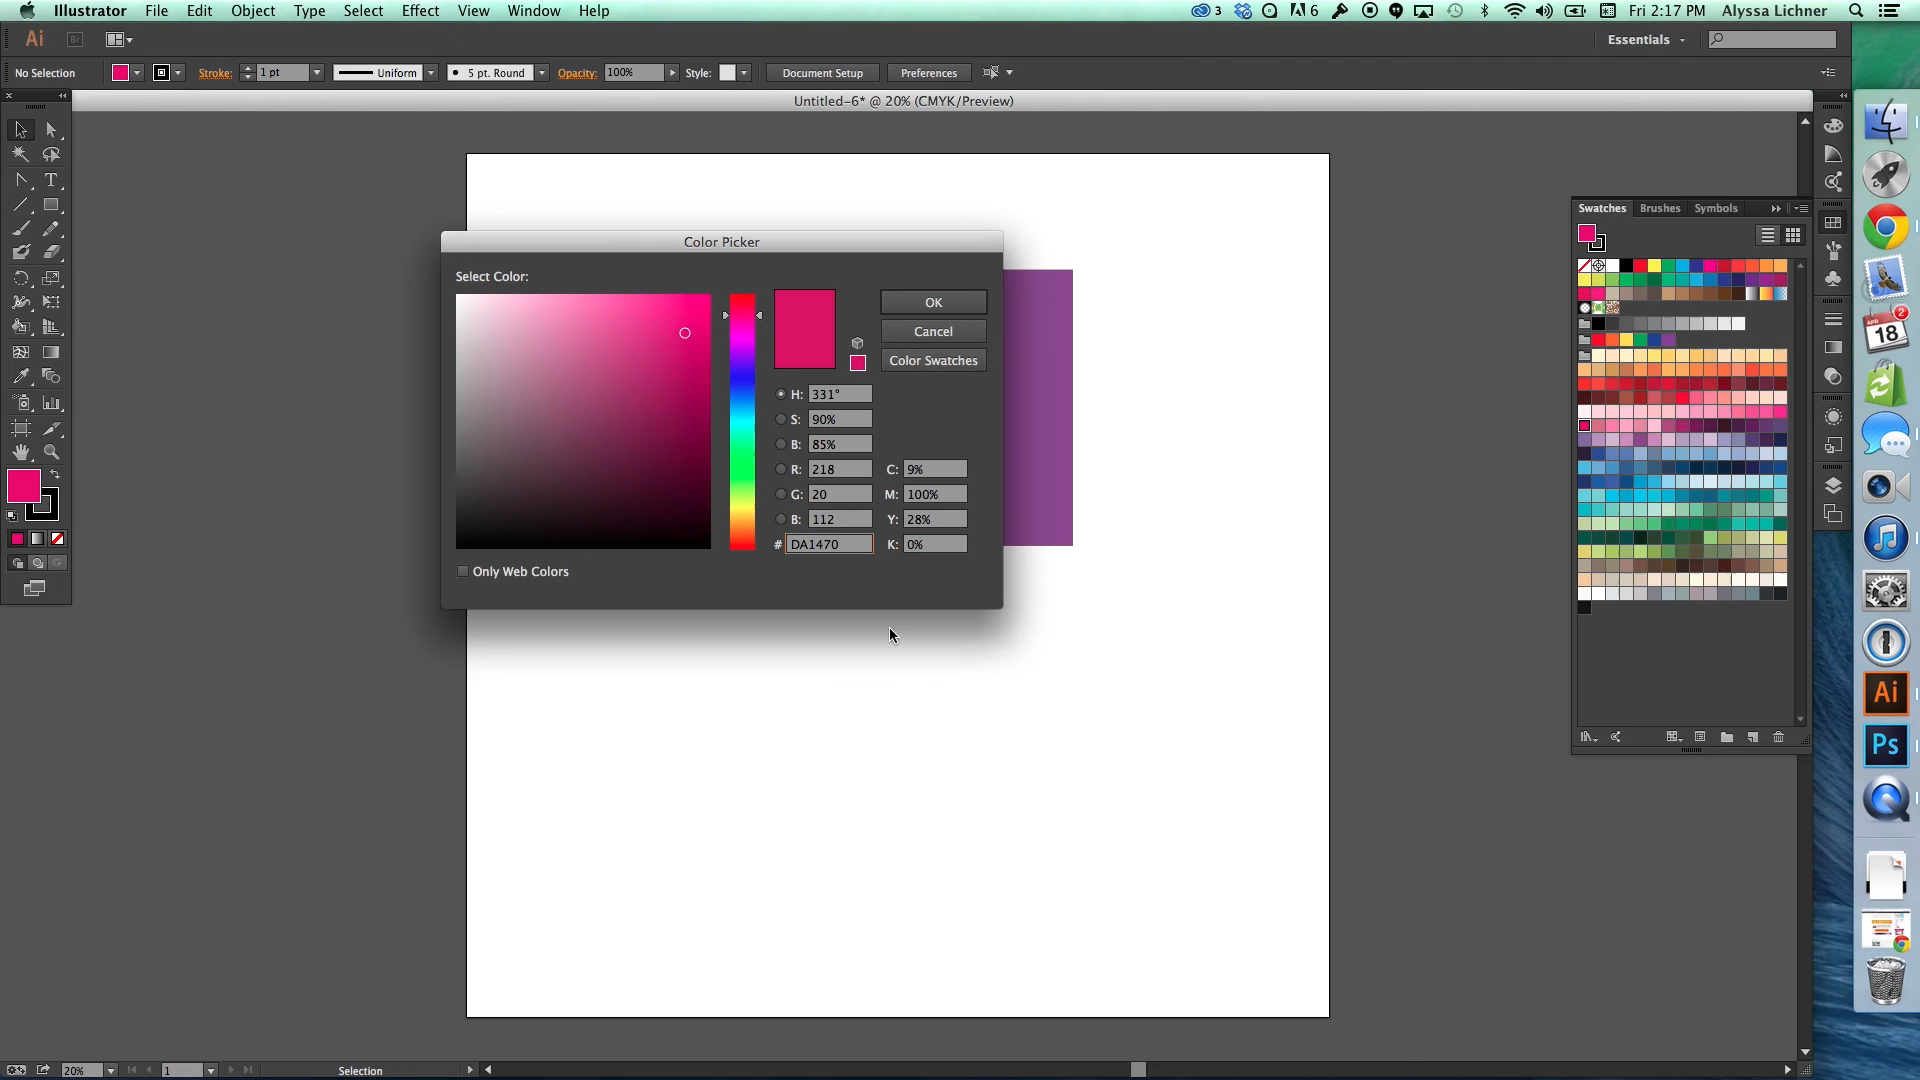 Illustrator File Edit Object Type Select Effect View Window Help 3 6 Fri 2:17 PM Alyssa Lichner
Ai Br Essentials
No Selection Stroke: 1 pt Uniform 5 pt. Round Opacity: 100% Style: Document Setup Preferences
Untitled-6* @ 20% (CMYK/Preview)
Swatches Brushes Symbols
Color Picker
Select Color:
OK
Cancel
Color Swatches
H: 331°
S: 90%
B: 85%
R: 218 C: 9%
G: 20 M: 100%
B: 112 Y: 28%
# DA1470 K: 0%
Only Web Colors
T
APR
18
2
Ai
Ps
20% 1 Selection